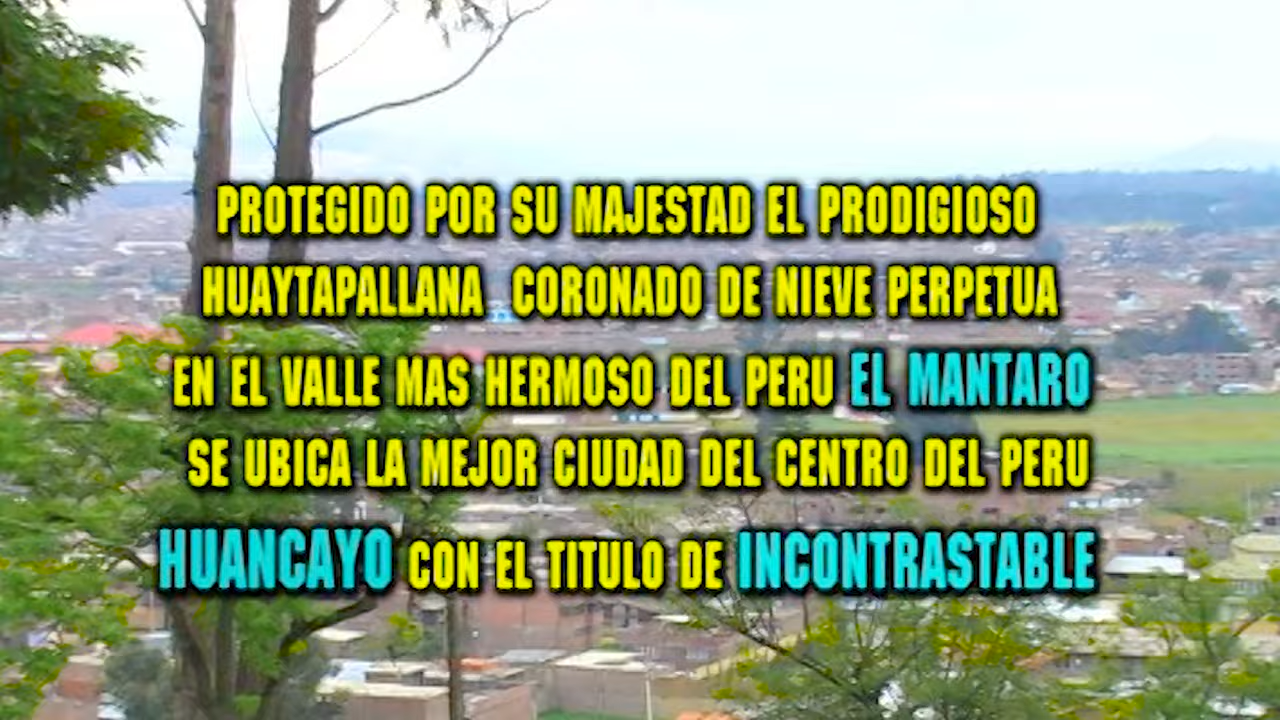 PROTEGIDO POR SU MAJESTAD EL PRODIGIOSO
HUAYTAPALLANA CORONADO DE NIEVE PERPETUA
EN EL VALLE MAS HERMOSO DEL PERU EL MANTARO
SE UBICA LA MEJOR CIUDAD DEL CENTRO DEL PERU
HUANCAYO CON EL TITULO DE INCONTRASTABLE